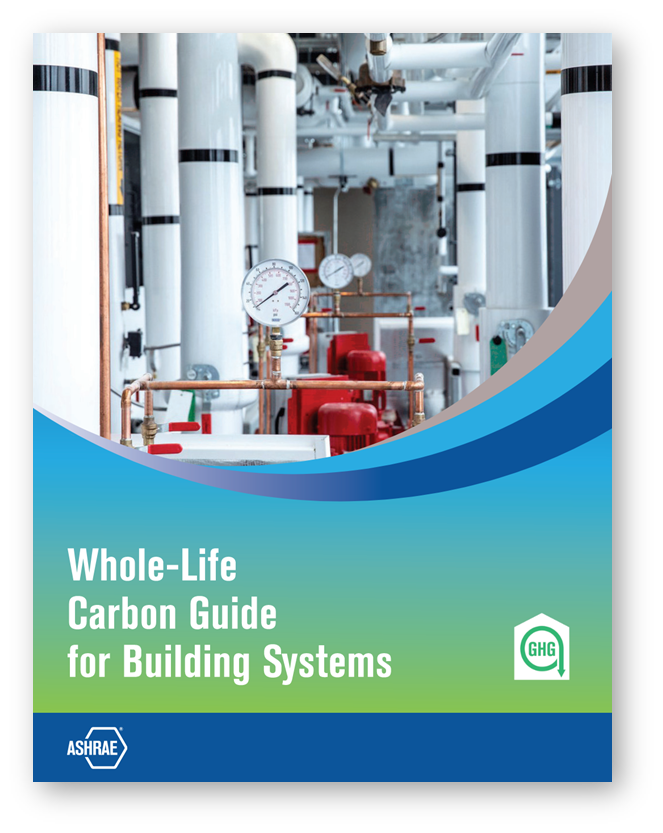 Whole-Life
Carbon Guide
for Building Systems
GHG
ASHRAE